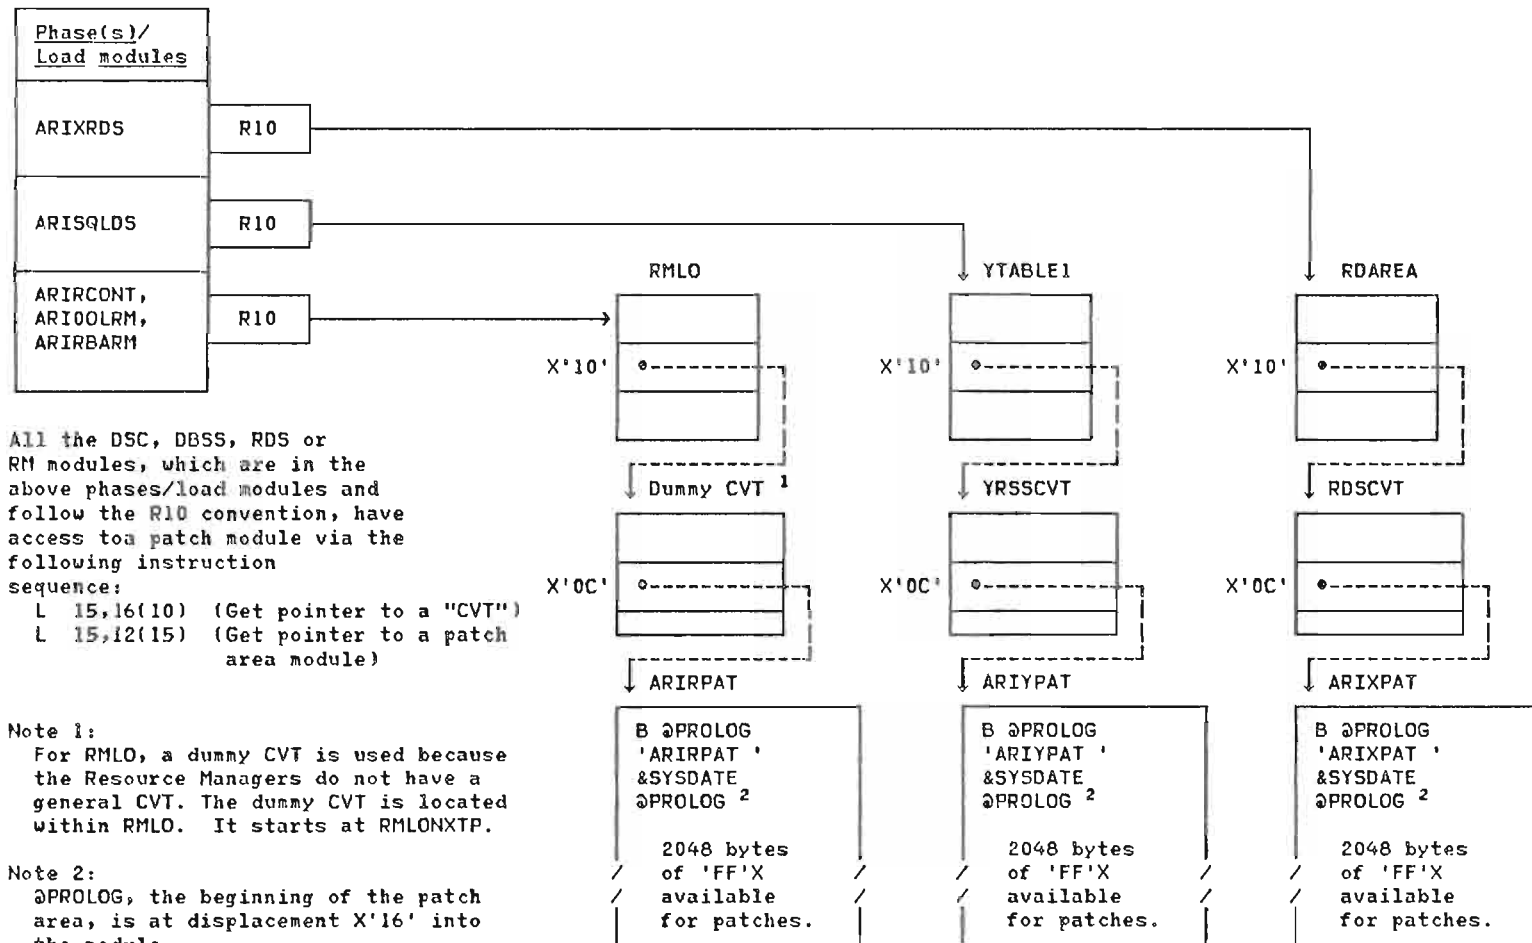 Phase(s)/
Load modules
ARIXRDS
R10
ARISQLDS
R10
ARIRCONT,
ARIOOLRM,
ARIRBARM
R10
RMLO
YTABLE1
RDAREA
X'10'
X'10'
X'10'
All the DSC, DBSS, RDS or
RM modules, which are in the
above phases/load modules and
follow the R10 convention, have
access toa patch module via the
following instruction
sequence:
L 15,16(10) (Get pointer to a "CVT")
L 15,12(15) (Get pointer to a patch
area module)
Dummy CVT 1
YRSSCVT
RDSCVT
X'0C'
X'0C'
X'0C'
ARIRPAT
ARIYPAT
ARIXPAT
Note 1:
For RMLO, a dummy CVT is used because
the Resource Managers do not have a
general CVT. The dummy CVT is located
within RMLO. It starts at RMLONXTP.
Note 2:
@PROLOG, the beginning of the patch
area, is at displacement X'16' into
the module.
B @PROLOG
'ARIRPAT '
&SYSDATE
@PROLOG 2
2048 bytes
of 'FF'X
available
for patches.
B @PROLOG
'ARIYPAT '
&SYSDATE
@PROLOG 2
2048 bytes
of 'FF'X
available
for patches.
B @PROLOG
'ARIXPAT '
&SYSDATE
@PROLOG 2
2048 bytes
of 'FF'X
available
for patches.